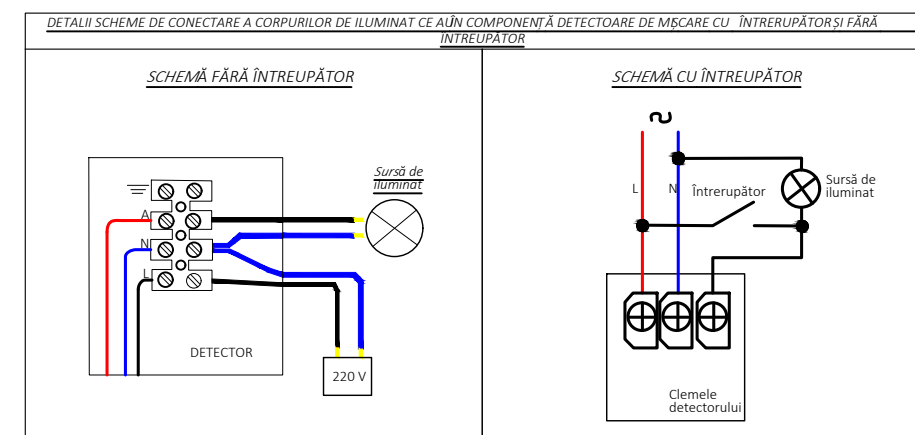 DETALII SCHEME DE CONECTARE A CORPURILOR DE ILUMINAT CE AU ÎN COMPONENȚĂ DETECTOARE DE MIȘCARE CU ÎNTRERUPĂTOR ȘI FĂRĂ
ÎNTREUPĂTOR
SCHEMĂ FĂRĂ ÎNTREUPĂTOR
Sursă de
iluminat
A
N
L
DETECTOR
220 V
SCHEMĂ CU ÎNTREUPĂTOR
L
N
Întrerupător
Sursă de
iluminat
Clemele
detectorului